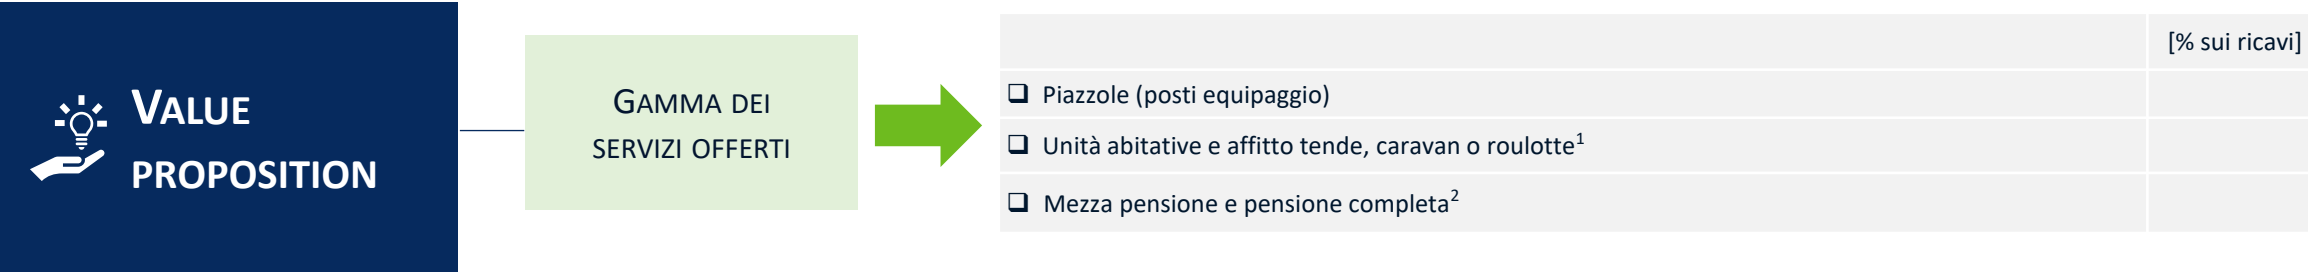 VALUE
PROPOSITION
GAMMA DEI
SERVIZI OFFERTI
[% sui ricavi]
❑ Piazzole (posti equipaggio)
❑ Unità abitative e affitto tende, caravan o roulotte¹
❑ Mezza pensione e pensione completa²